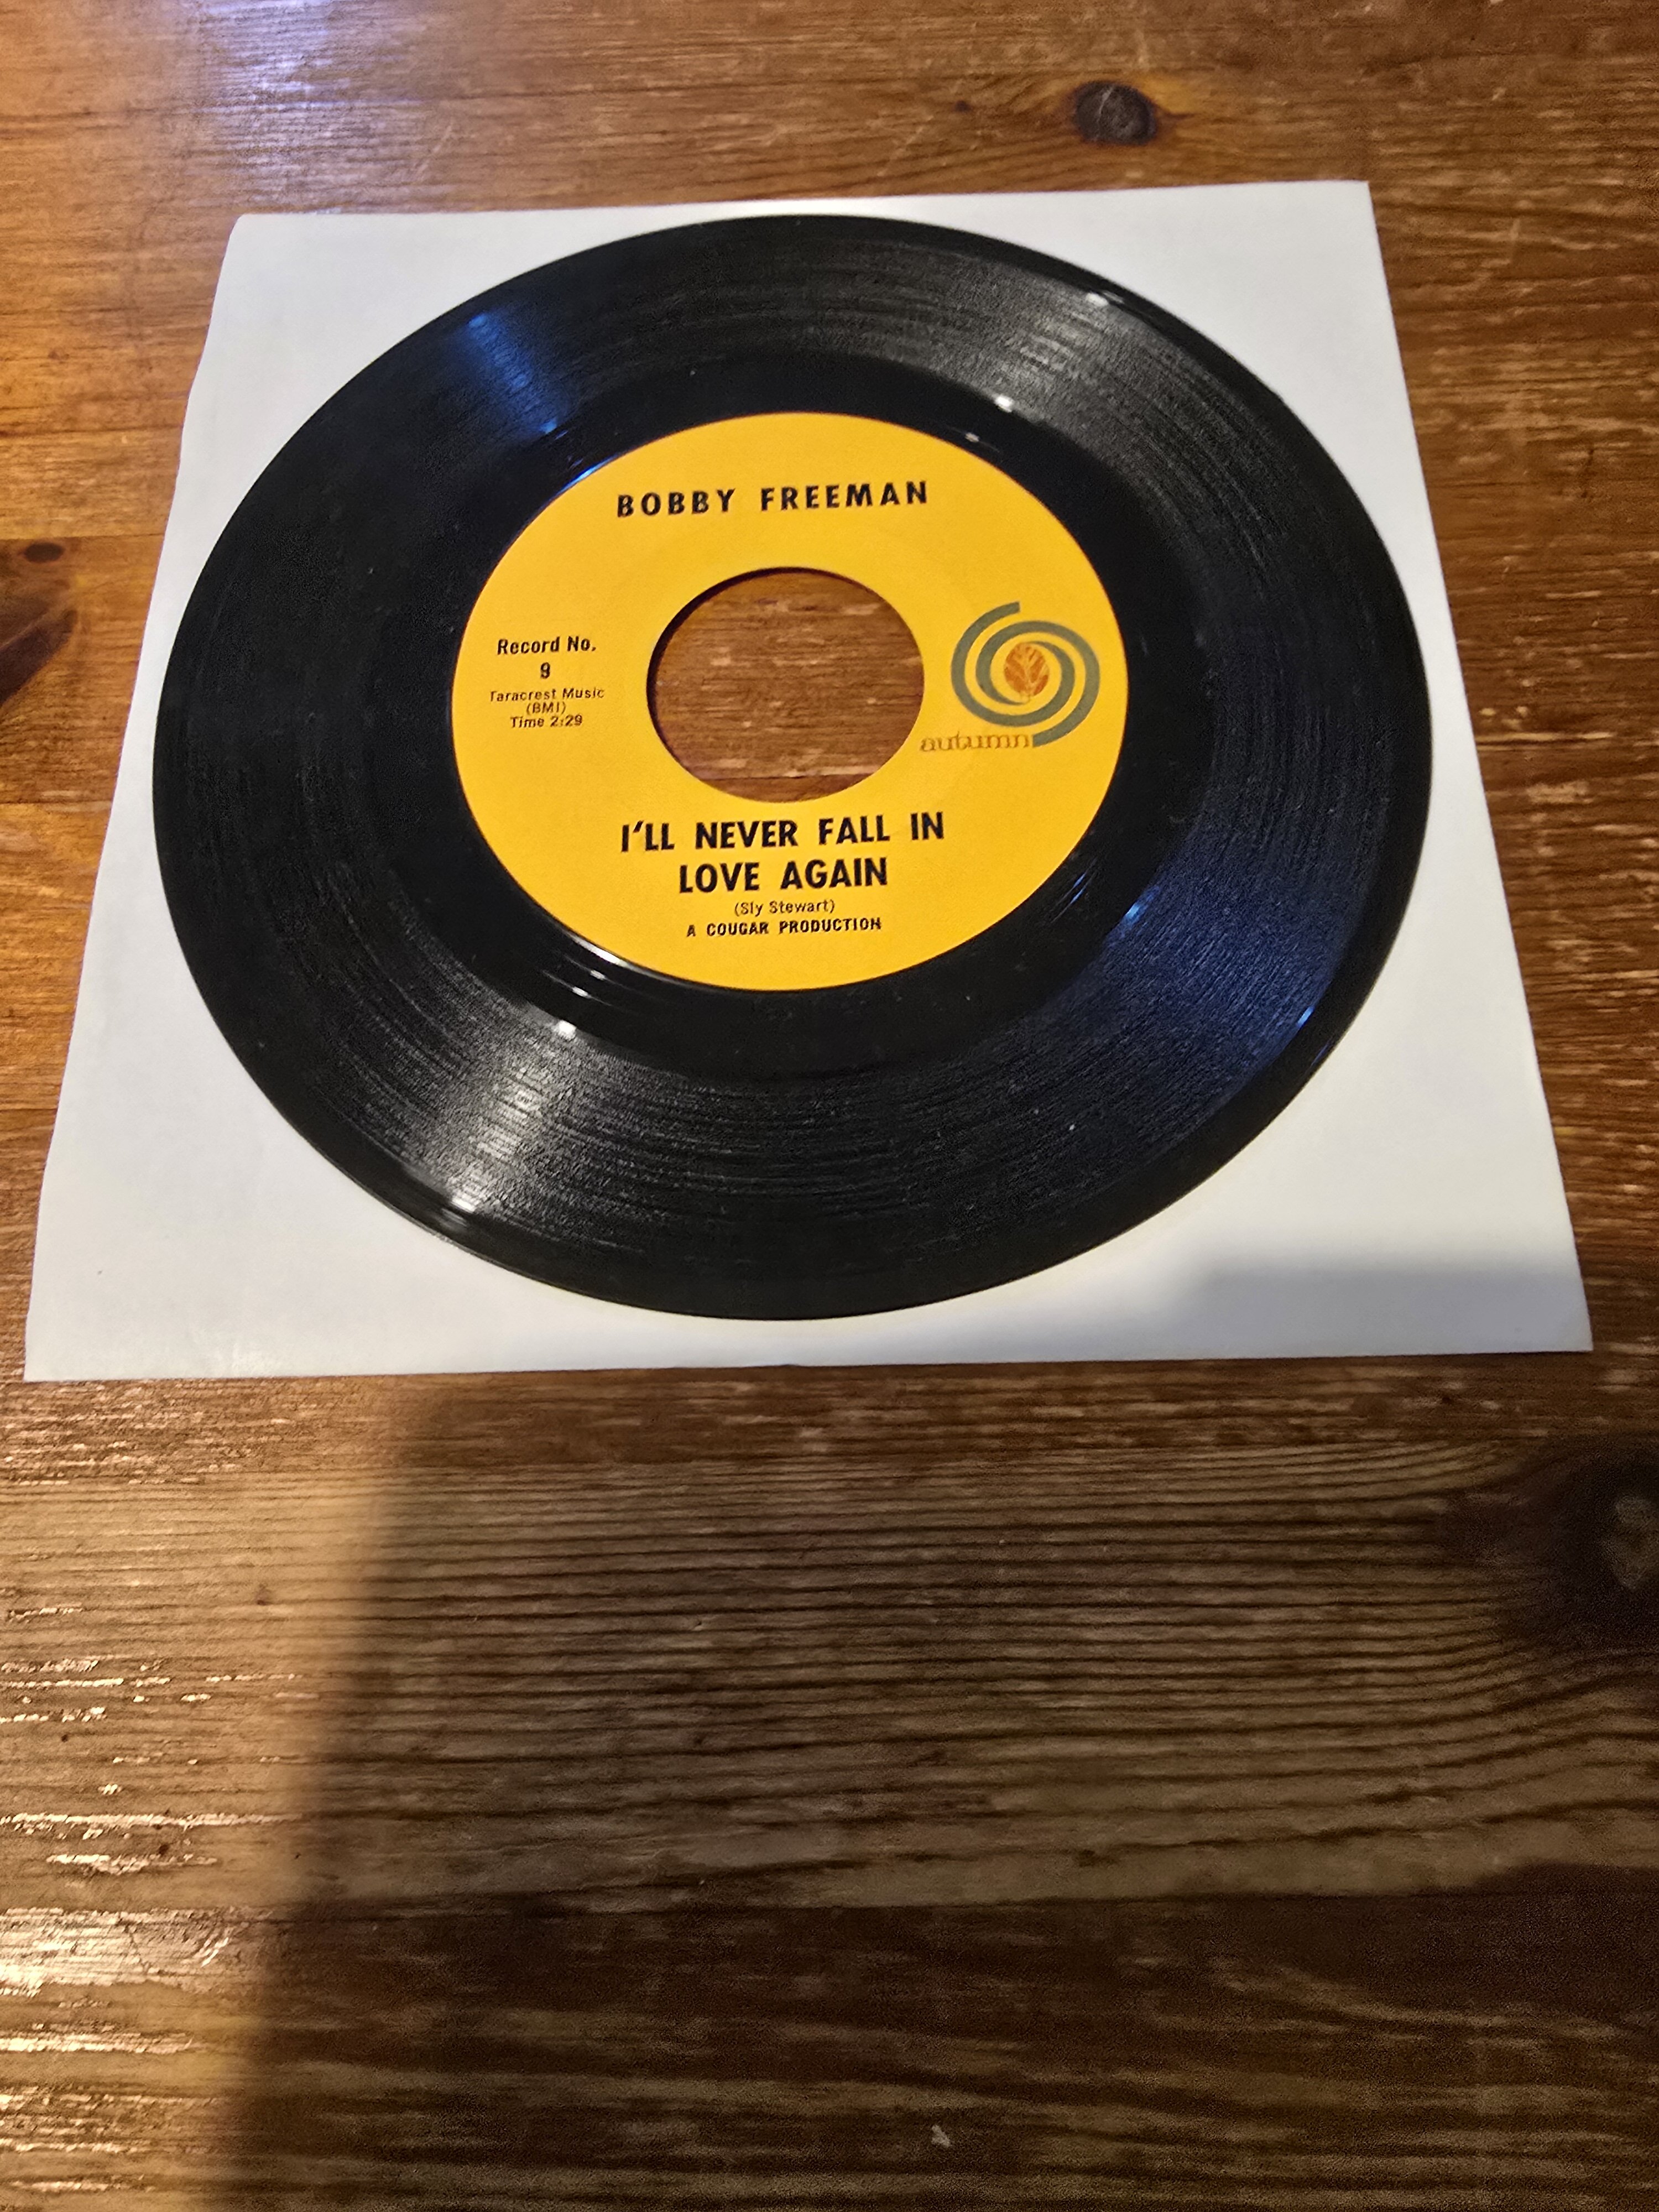 BOBBY FREEMAN
Record No.
9
Taracrest Music
(BMI)
Time 2:29
autumn
I'LL NEVER FALL IN
LOVE AGAIN
(Sly Stewart)
A COUGAR PRODUCTION